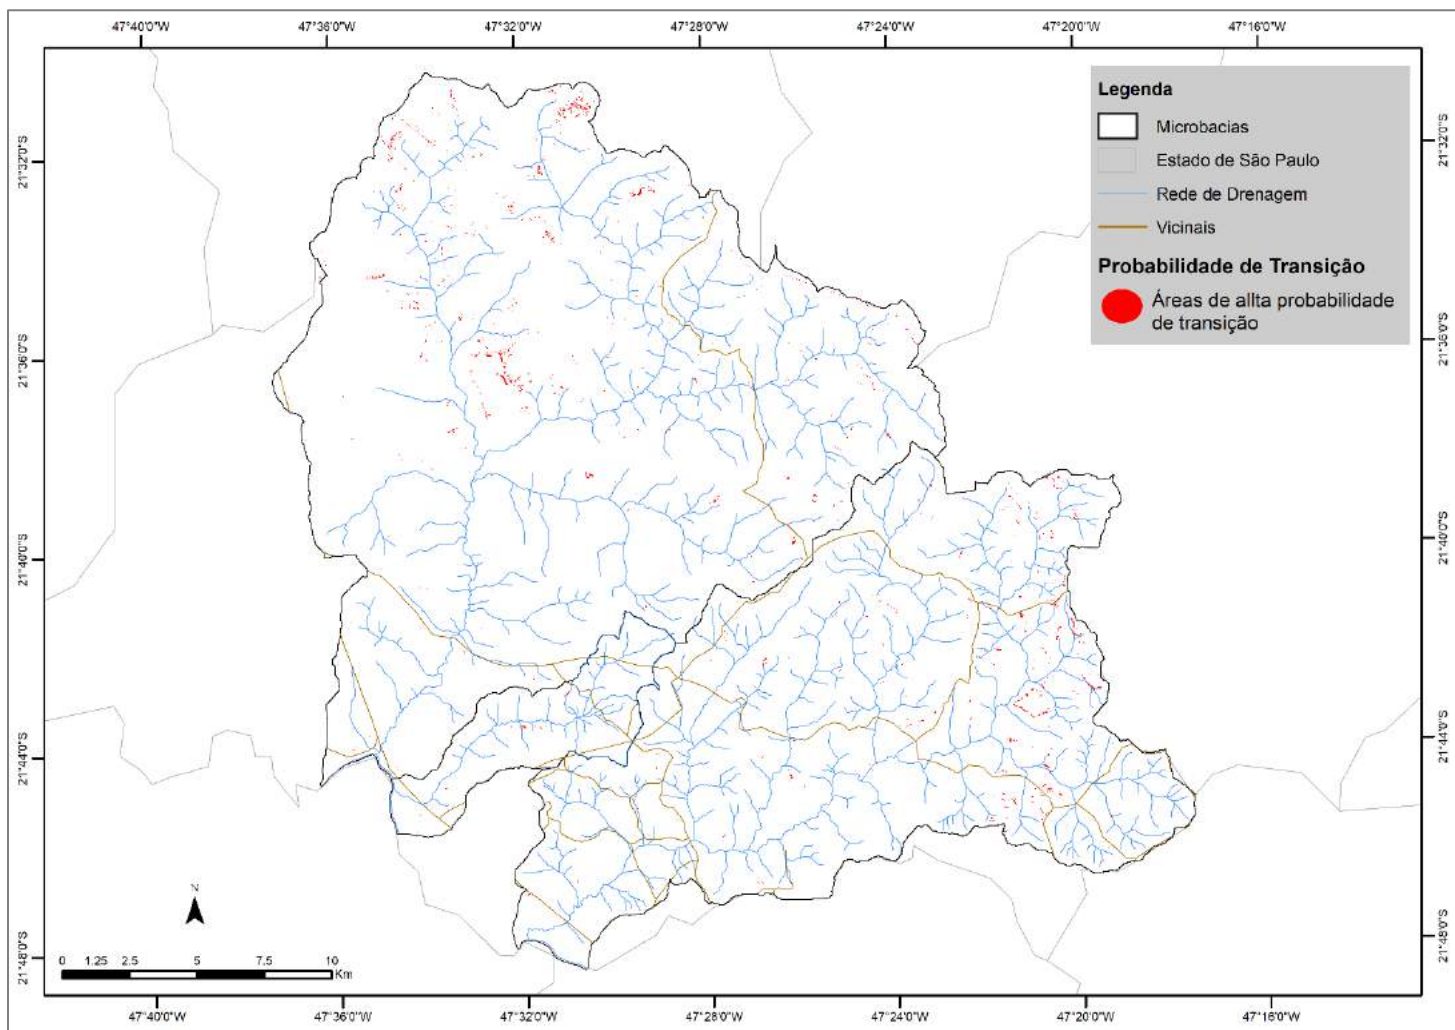 47°40'0"W 47°36'0"W 47°32'0"W 47°28'0"W 47°24'0"W 47°20'0"W 47°16'0"W
Legenda
Microbacias
Estado de São Paulo
Rede de Drenagem
Vicinais
Probabilidade de Transição
Áreas de allta probabilidade
de transição
21°32'0"S
21°36'0"S
21°40'0"S
21°44'0"S
21°48'0"S
21°32'0"S
21°36'0"S
21°40'0"S
21°44'0"S
21°48'0"S
N
0 1.25 2.5 5 7.5 10
Km
47°40'0"W 47°36'0"W 47°32'0"W 47°28'0"W 47°24'0"W 47°20'0"W 47°16'0"W